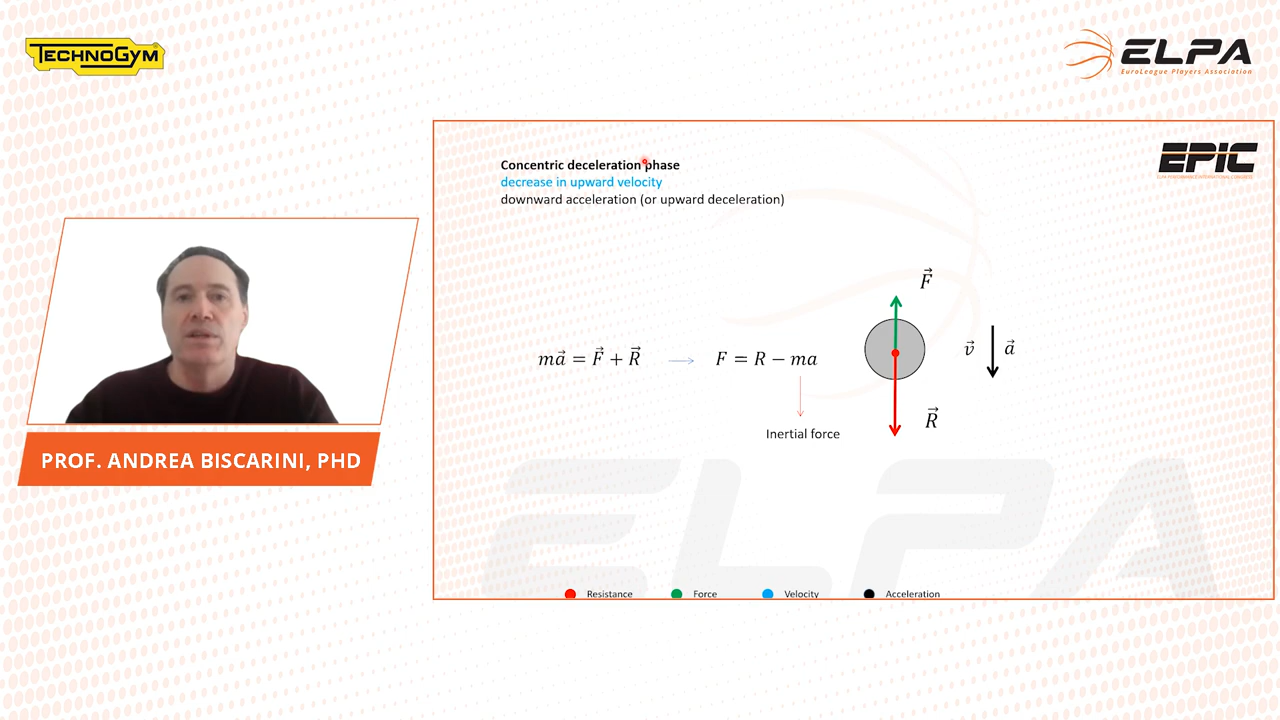 TECHNOGYM
ELPA
EuroLeague Players Association
EPIC
Concentric deceleration phase
decrease in upward velocity
downward acceleration (or upward deceleration)
F⃗
ma⃗ = F⃗ + R⃗
F = R − ma
v⃗ a⃗
R⃗
Inertial force
PROF. ANDREA BISCARINI, PHD
ELPA
Resistance Force Velocity Acceleration